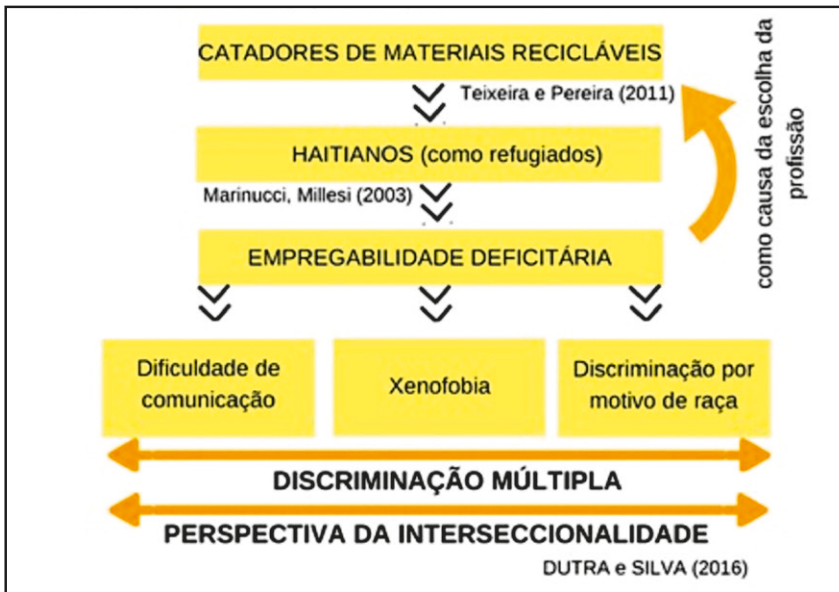 CATADORES DE MATERIAIS RECICLÁVEIS
Teixeira e Pereira (2011)
HAITIANOS (como refugiados)
Marinucci, Millesi (2003)
EMPREGABILIDADE DEFICITÁRIA
como causa da escolha da
profissão
Dificuldade de
comunicação
Xenofobia
Discriminação por
motivo de raça
DISCRIMINAÇÃO MÚLTIPLA
PERSPECTIVA DA INTERSECCIONALIDADE
DUTRA e SILVA (2016)